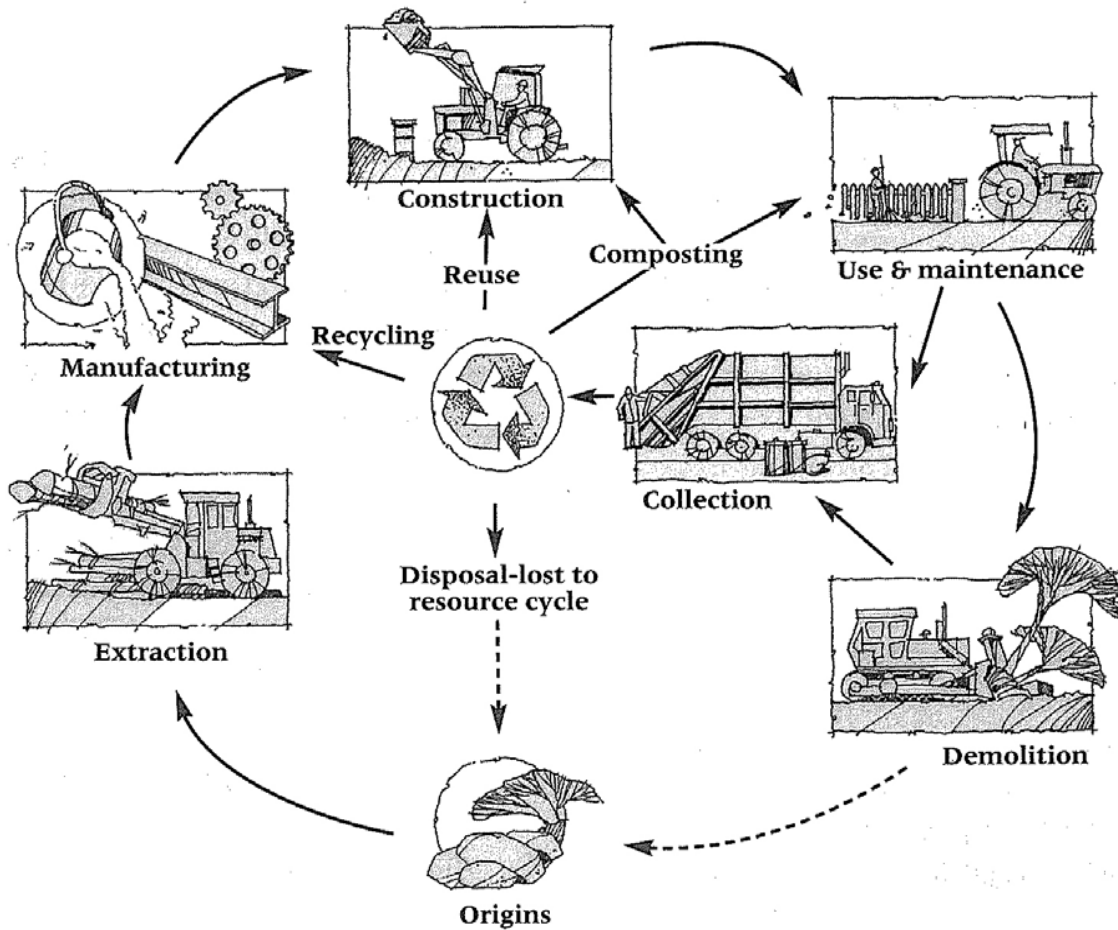 Construction
Use & maintenance
Composting
Reuse
Recycling
Manufacturing
Collection
Disposal-lost to
resource cycle
Extraction
Demolition
Origins